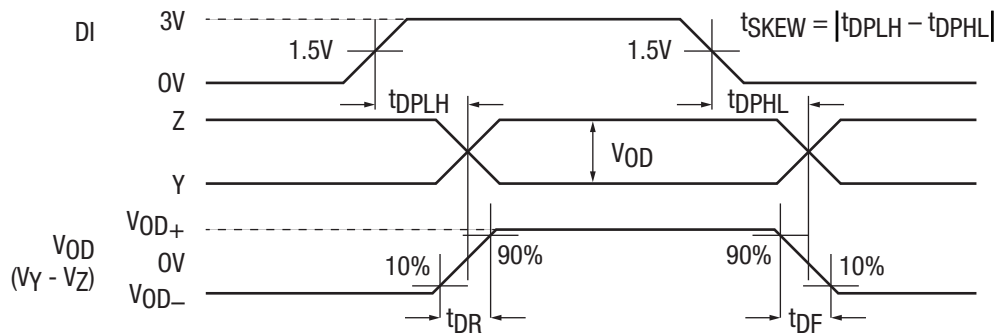 DI
3V
1.5V
0V
1.5V
tSKEW = |tDPLH – tDPHL|
tDPLH
tDPHL
Z
Y
VOD
VOD
(VY - VZ)
VOD+
0V
VOD–
10%
90%
90%
10%
tDR
tDF